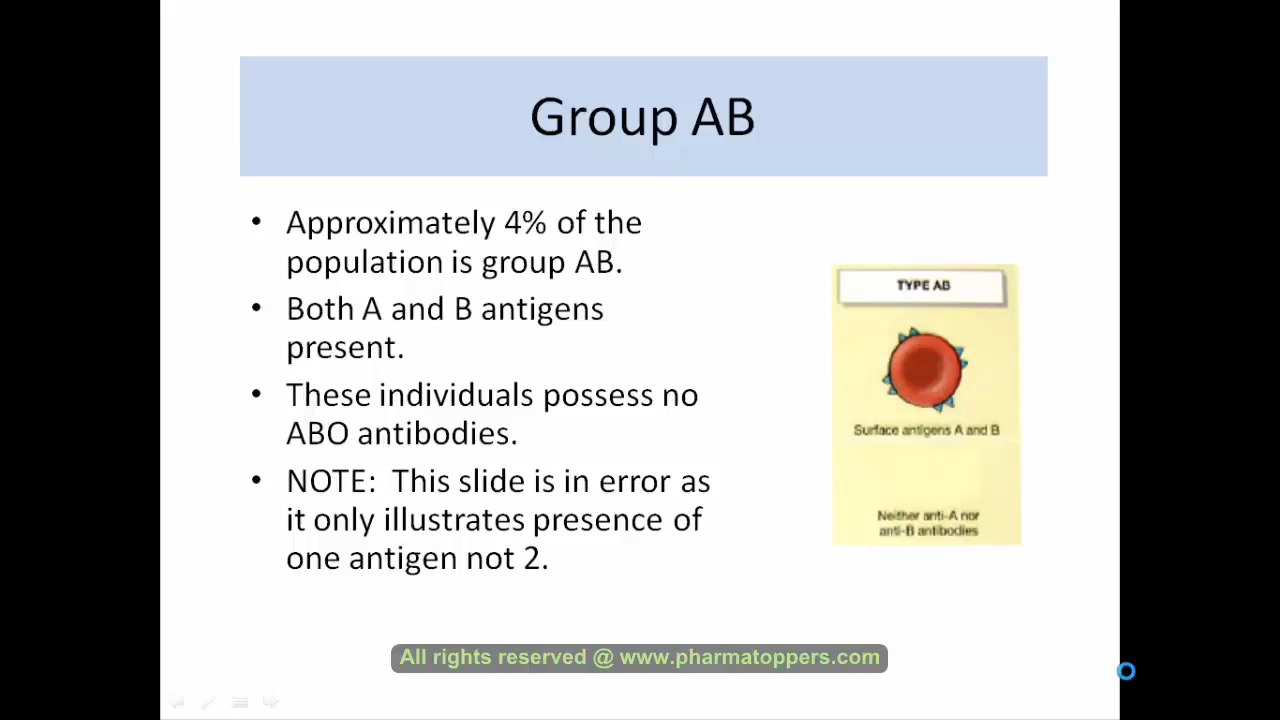 Group AB
• Approximately 4% of the
population is group AB.
• Both A and B antigens
present.
• These individuals possess no
ABO antibodies.
• NOTE:  This slide is in error as
it only illustrates presence of
one antigen not 2.
TYPE AB
Surface antigens A and B
Neither anti-A nor
anti-B antibodies
All rights reserved @ www.pharmatoppers.com